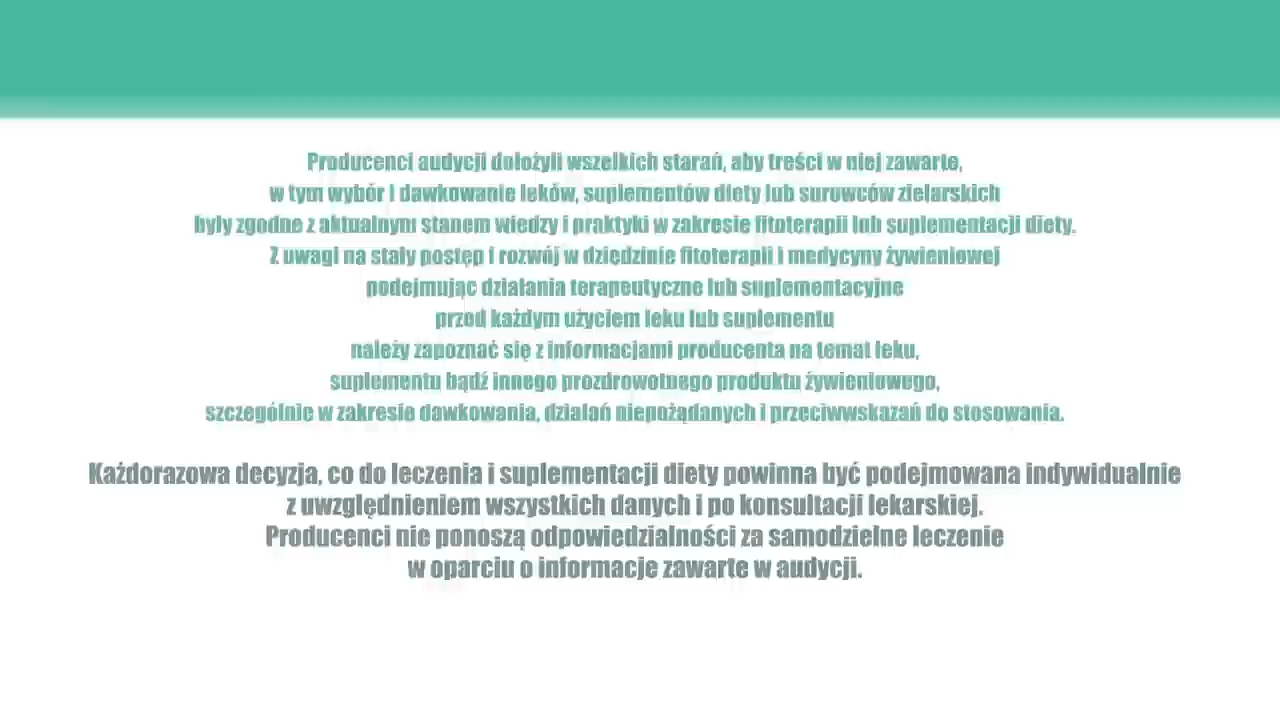 Producenci audycji dołożyli wszelkich starań, aby treści w niej zawarte,
w tym wybór i dawkowanie leków, suplementów diety lub surowców zielarskich
były zgodne z aktualnym stanem wiedzy i praktyki w zakresie fitoterapii lub suplementacji diety.
Z uwagi na stały postęp i rozwój w dziędzinie fitoterapii i medycyny żywieniowej
podejmując działania terapeutyczne lub suplementacyjne
przed każdym użyciem leku lub suplementu
należy zapoznać się z informacjami producenta na temat leku,
suplementu bądź innego prozdrowotnego produktu żywieniowego,
szczególnie w zakresie dawkowania, działań niepożądanych i przeciwwskazań do stosowania.
Każdorazowa decyzja, co do leczenia i suplementacji diety powinna być podejmowana indywidualnie
z uwzględnieniem wszystkich danych i po konsultacji lekarskiej.
Producenci nie ponoszą odpowiedzialności za samodzielne leczenie
w oparciu o informacje zawarte w audycji.